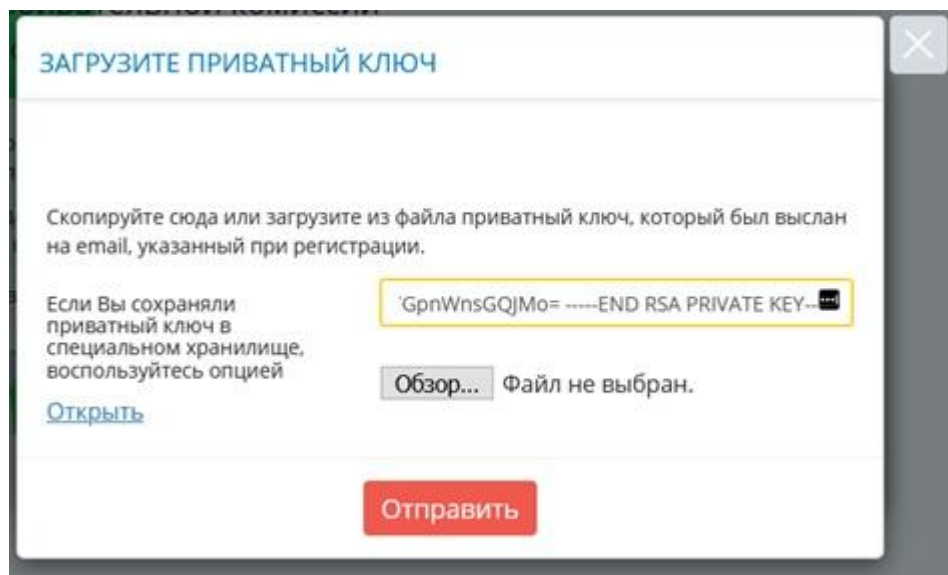 ЗАГРУЗИТЕ ПРИВАТНЫЙ КЛЮЧ
Скопируйте сюда или загрузите из файла приватный ключ, который был выслан
на email, указанный при регистрации.
Если Вы сохраняли
приватный ключ в
специальном хранилище,
воспользуйтесь опцией
Открыть
GpnWnsGQJMo= -----END RSA PRIVATE KEY--
Обзор... Файл не выбран.
Отправить